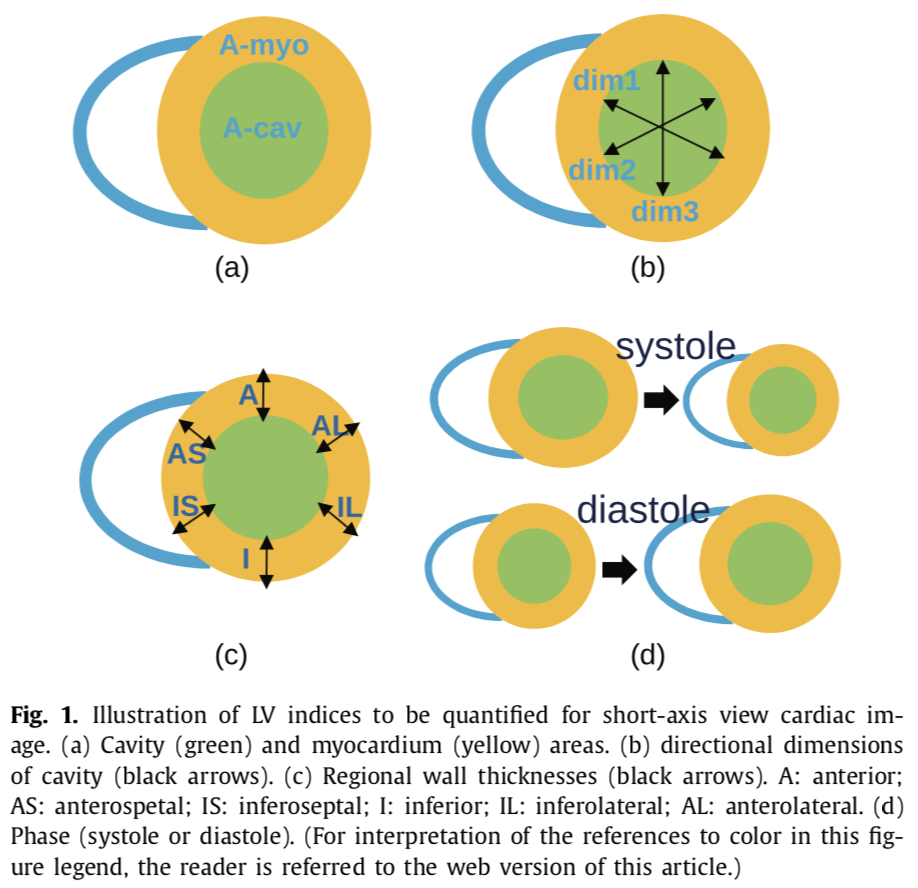 A-myo
A-cav
(a)
dim1
dim2
dim3
(b)
A
AL
AS
IS
IL
I
(c)
systole
diastole
(d)
Fig. 1. Illustration of LV indices to be quantified for short-axis view cardiac im-
age. (a) Cavity (green) and myocardium (yellow) areas. (b) directional dimensions
of cavity (black arrows). (c) Regional wall thicknesses (black arrows). A: anterior;
AS: anterospetal; IS: inferoseptal; I: inferior; IL: inferolateral; AL: anterolateral. (d)
Phase (systole or diastole). (For interpretation of the references to color in this fig-
ure legend, the reader is referred to the web version of this article.)